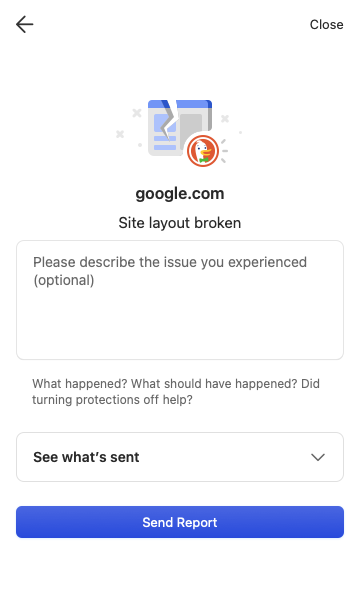 Close
google.com
Site layout broken
Please describe the issue you experienced
(optional)
What happened? What should have happened? Did
turning protections off help?
See what’s sent
Send Report